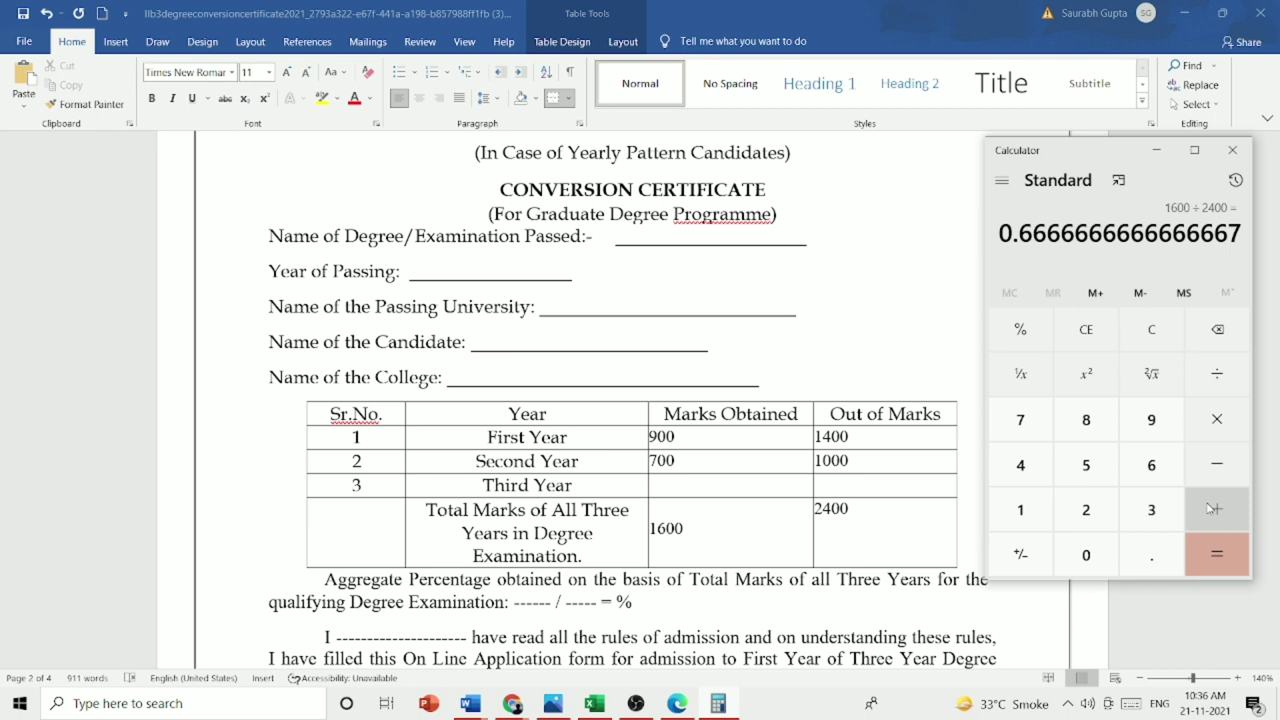 llb3degreeconversioncertificate2021_2793a322-e67f-441a-a198-b857988ff1fb (3)...
Table Tools
Saurabh Gupta SG
File Home Insert Draw Design Layout References Mailings Review View Help Table Design Layout Tell me what you want to do Share
Paste
Cut
Copy
Format Painter
Times New Romar 11
Normal
No Spacing
Heading 1
Heading 2
Title
Subtitle
Find
Replace
Select
Clipboard Font Paragraph Styles Editing
(In Case of Yearly Pattern Candidates)
CONVERSION CERTIFICATE
(For Graduate Degree Programme)
Name of Degree/Examination Passed:-
Year of Passing:
Name of the Passing University:
Name of the Candidate:
Name of the College:
Sr.No. Year Marks Obtained Out of Marks
1 First Year 900 1400
2 Second Year 700 1000
3 Third Year
Total Marks of All Three
Years in Degree
Examination.
1600
2400
Aggregate Percentage obtained on the basis of Total Marks of all Three Years for the
qualifying Degree Examination: ------ / ----- = %
I --------------------- have read all the rules of admission and on understanding these rules,
I have filled this On Line Application form for admission to First Year of Three Year Degree
Calculator
Standard
1600 ÷ 2400 =
0.6666666666666667
MC MR M+ M- MS M˅
% CE C
¹/x x² ²√x ÷
7 8 9 ×
4 5 6 −
1 2 3 +
+/- 0 . =
Page 2 of 4 911 words English (United States) Insert Accessibility: Unavailable 140%
Type here to search
33°C Smoke ENG
10:36 AM
21-11-2021
2